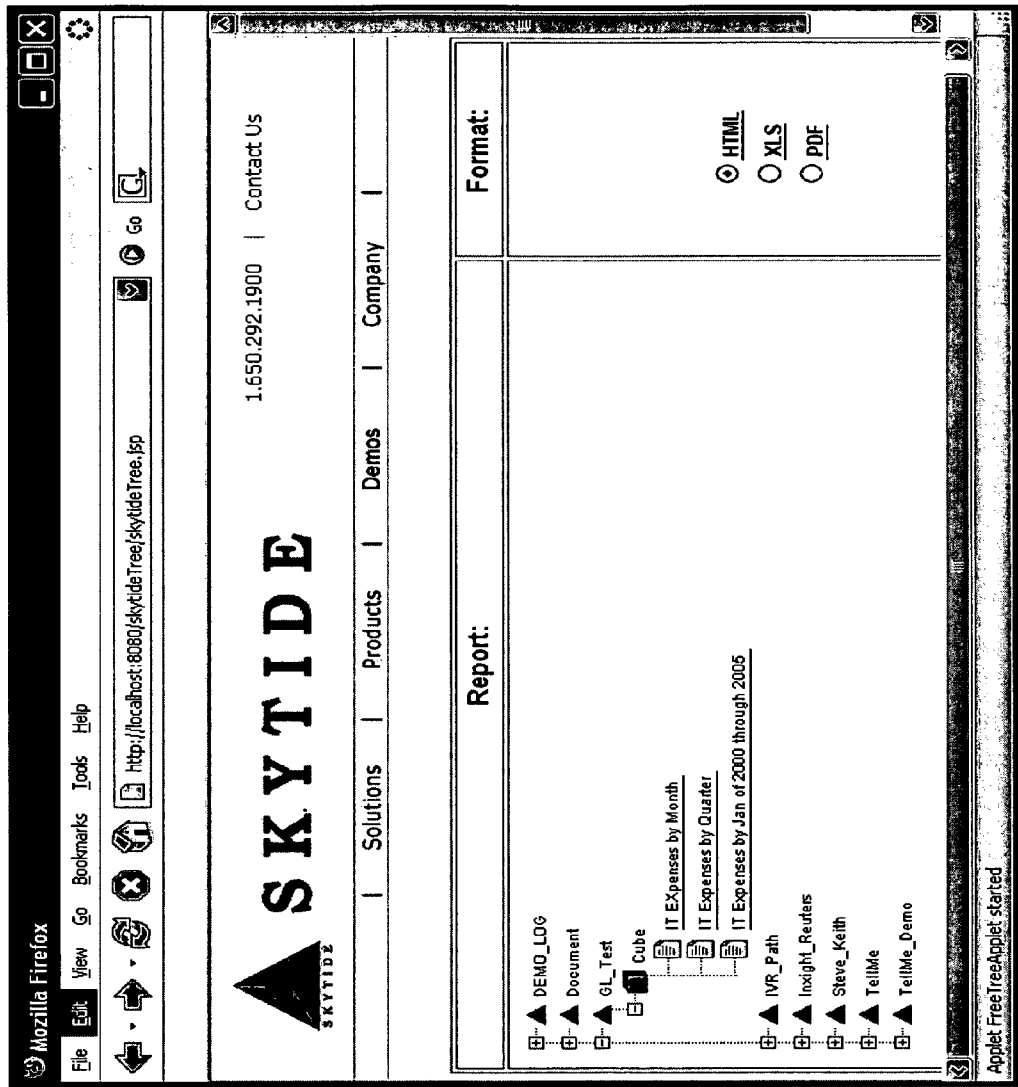 Mozilla Firefox
File Edit View Go Bookmarks Tools Help
http://localhost:8080/skytideTree/skytideTree.jsp Go G
SKYTIDE
SKYTIDE
1.650.292.1900 | Contact Us
| Solutions | Products | Demos | Company |
Report: Format:
DEMO_LOG
Document
GL_Test
Cube
IT EXpenses by Month
IT Expenses by Quarter
IT Expenses by Jan of 2000 through 2005
IVR_Path
Inxight_Reuters
Steve_Keith
TellMe
TellMe_Demo
HTML
XLS
PDF
Applet FreeTreeApplet started